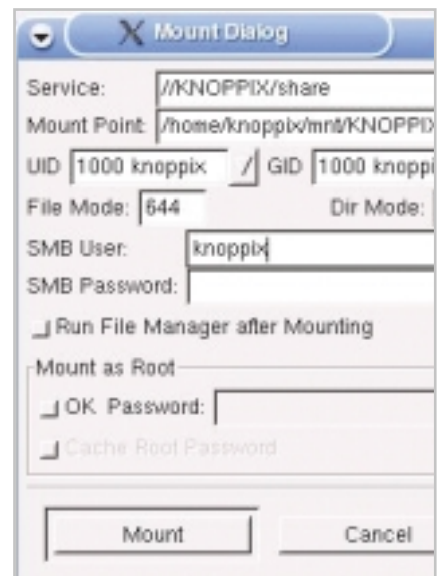 Mount Dialog
Service: //KNOPPIX/share
Mount Point: /home/knoppix/mnt/KNOPPIX
UID 1000 knoppix / GID 1000 knoppi
File Mode: 644 Dir Mode:
SMB User: knoppix
SMB Password:
Run File Manager after Mounting
Mount as Root
OK Password:
Cache Root Password
Mount Cancel